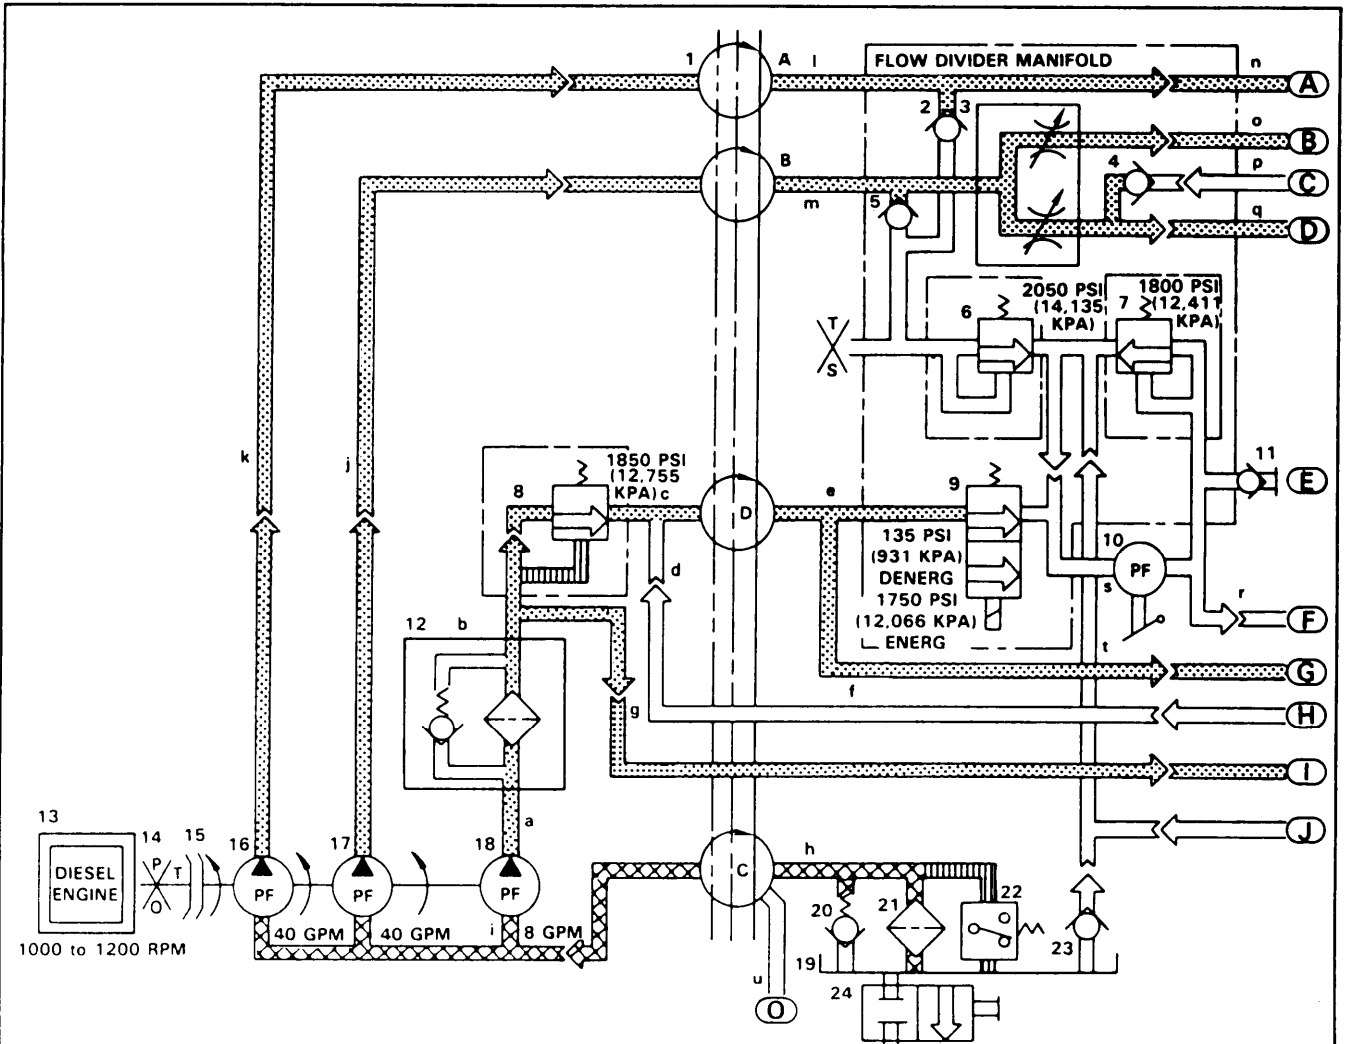 1 A l FLOW DIVIDER MANIFOLD n A
2 3 o B
B 4 p C
m 5 q D
2050 PSI 1800 PSI
6 (14,135 7 (12,411
KPA) KPA)
T
S
k j 1850 PSI
(12,755
8 KPA) c
11
E
D e 9
135 PSI 10
(931 KPA) PF
d DENERG s
1750 PSI r
(12,066 KPA) F
ENERG t
12 b
G
f
g H
I
a
J
13 14 15 16 17 18
P
T
O
DIESEL
ENGINE
PF PF PF
C h
20 21 22
40 GPM 40 GPM i 8 GPM
1000 to 1200 RPM
19 23
u 24
O